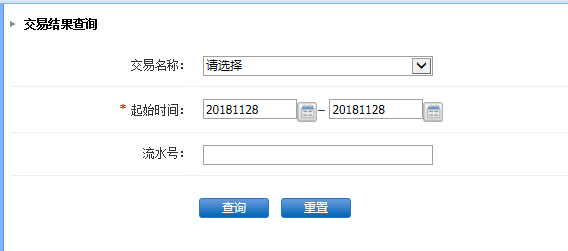 交易结果查询
交易名称： 请选择
* 起始时间： 20181128 – 20181128
流水号：
查询 重置